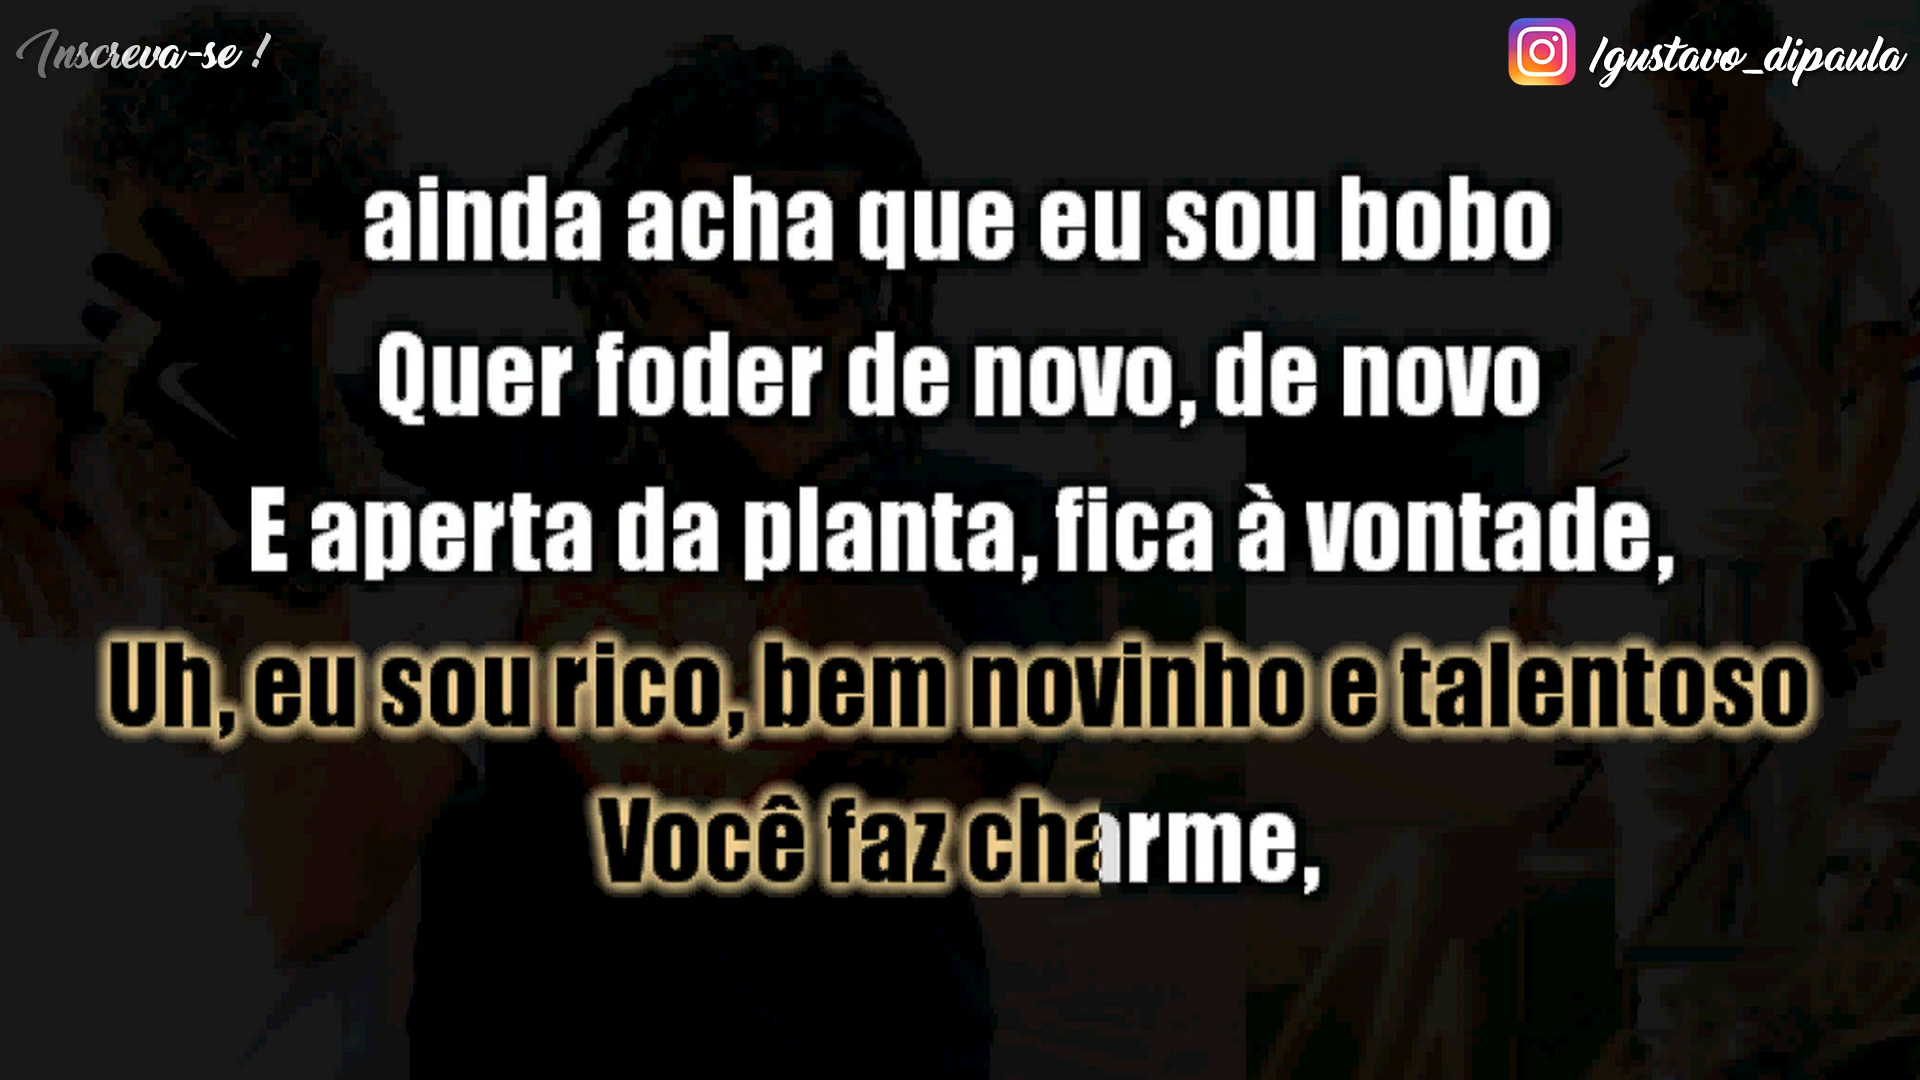 Inscreva-se !
/gustavo_dipaula
ainda acha que eu sou bobo
Quer foder de novo, de novo
E aperta da planta, fica à vontade,
Uh, eu sou rico, bem novinho e talentoso
Você faz charme,